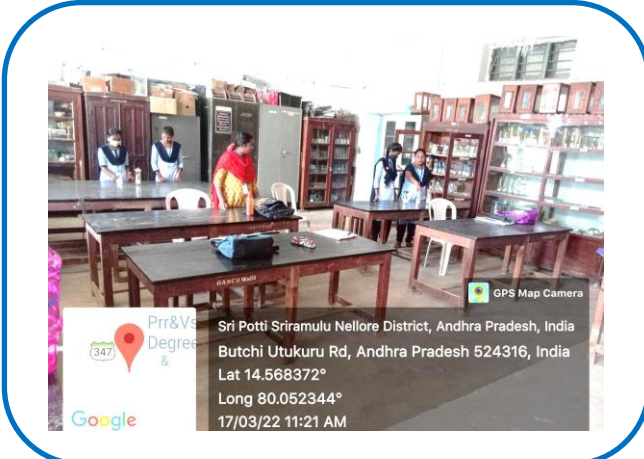 GPS Map Camera
Prr&Vs
Degree
&
347
Google
Sri Potti Sriramulu Nellore District, Andhra Pradesh, India
Butchi Utukuru Rd, Andhra Pradesh 524316, India
Lat 14.568372°
Long 80.052344°
17/03/22 11:21 AM